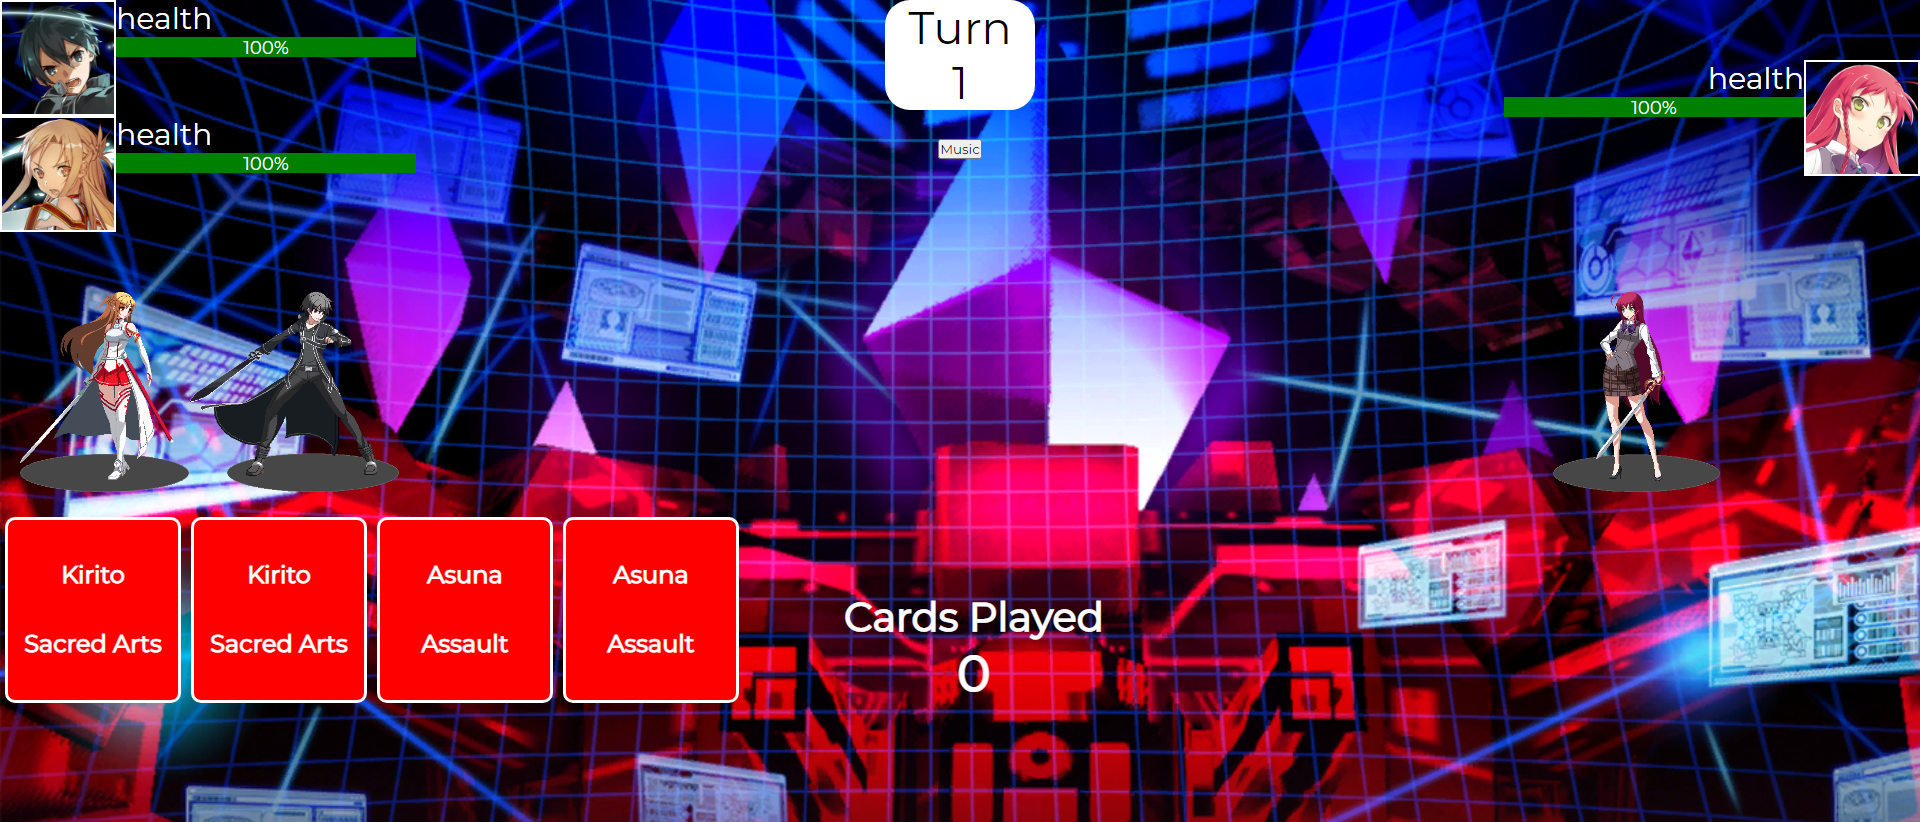 health
100%
health
100%
Turn
1
Music
health
100%
Kirito
Sacred Arts
Kirito
Sacred Arts
Asuna
Assault
Asuna
Assault
Cards Played
0